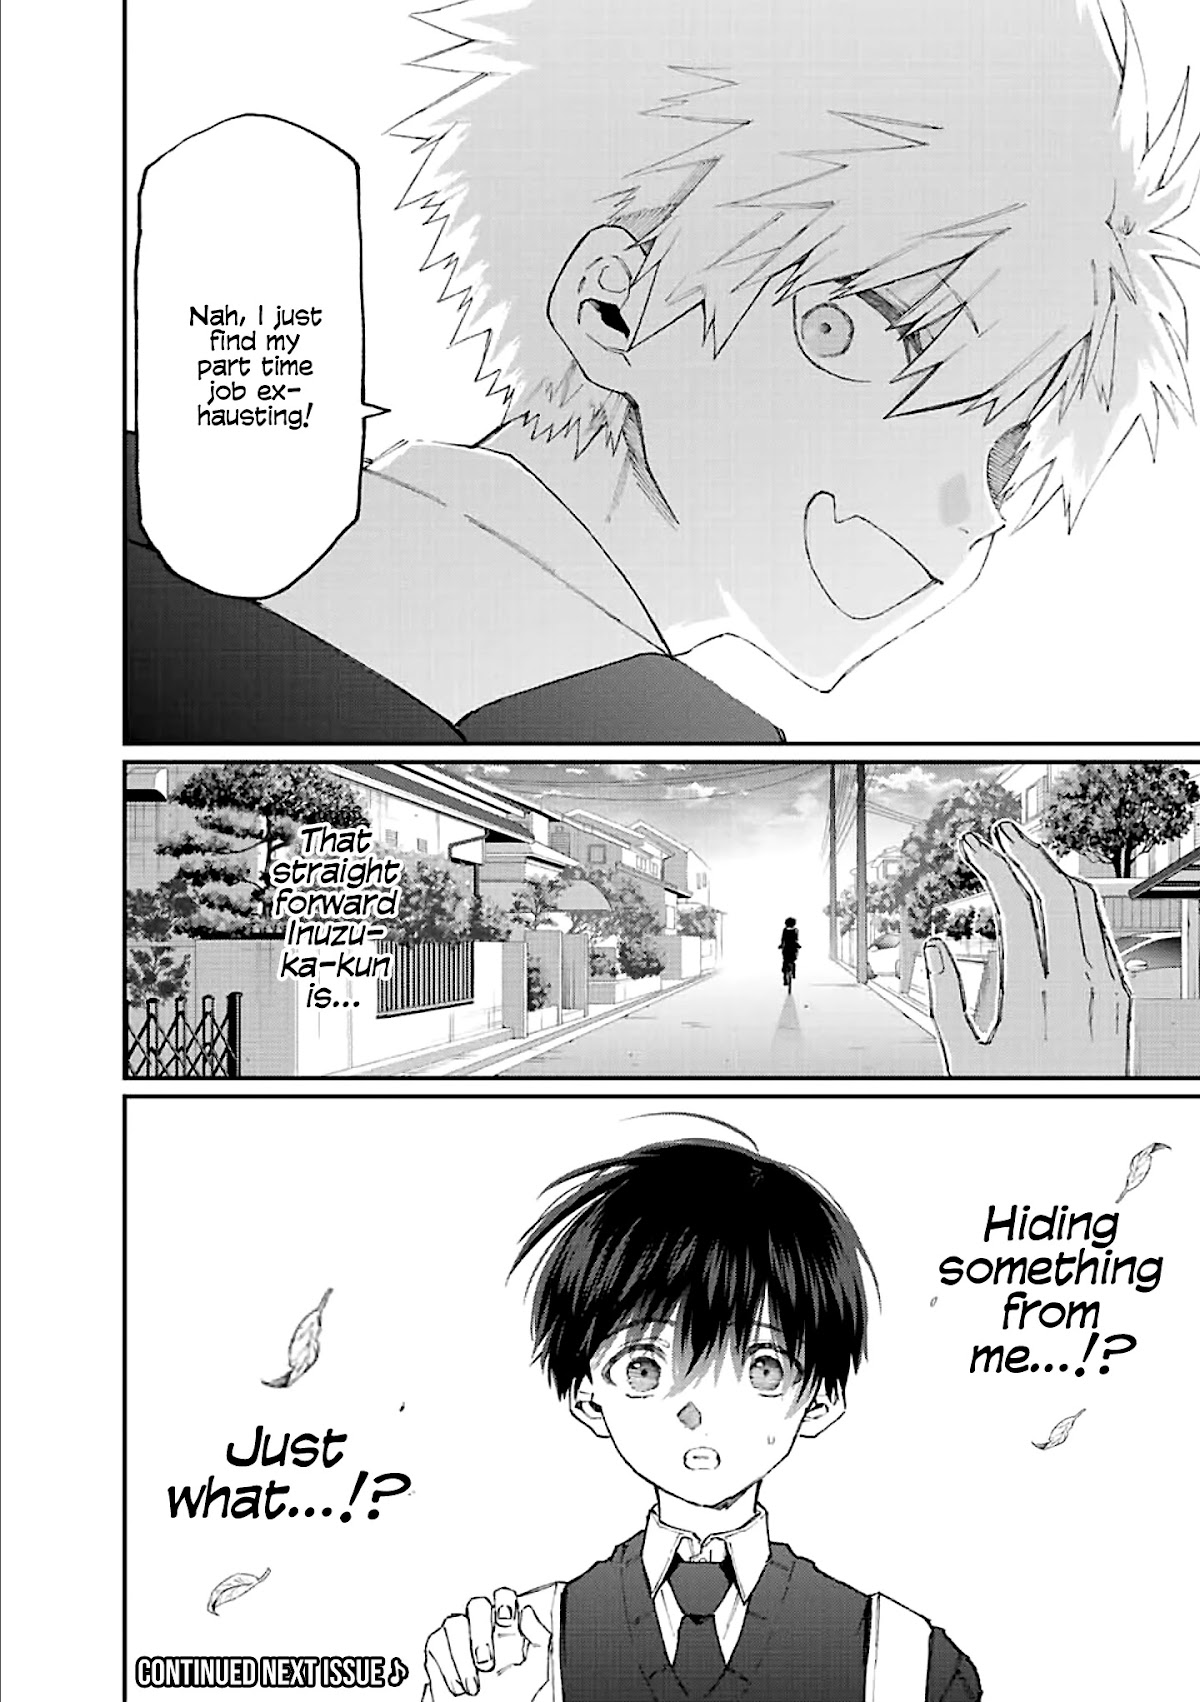 Nah, I just
find my
part time
job ex-
hausting!
That
straight
forward
Inuzu-
ka-kun
is...
Hiding
something
from
me...!?
Just
what...!?
CONTINUED NEXT ISSUE ♪